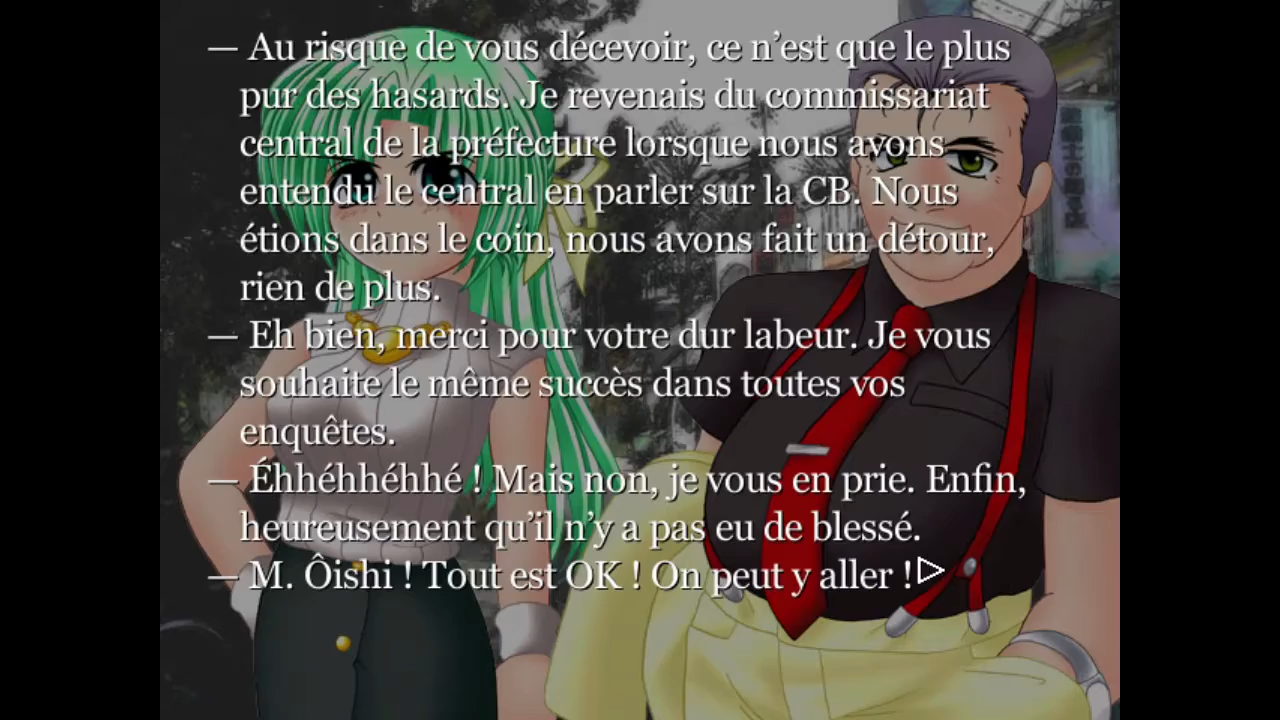 — Au risque de vous décevoir, ce n’est que le plus
pur des hasards. Je revenais du commissariat
central de la préfecture lorsque nous avons
entendu le central en parler sur la CB. Nous
étions dans le coin, nous avons fait un détour,
rien de plus.
— Eh bien, merci pour votre dur labeur. Je vous
souhaite le même succès dans toutes vos
enquêtes.
— Éhhéhhéhhé ! Mais non, je vous en prie. Enfin,
heureusement qu’il n’y a pas eu de blessé.
— M. Ôishi ! Tout est OK ! On peut y aller !